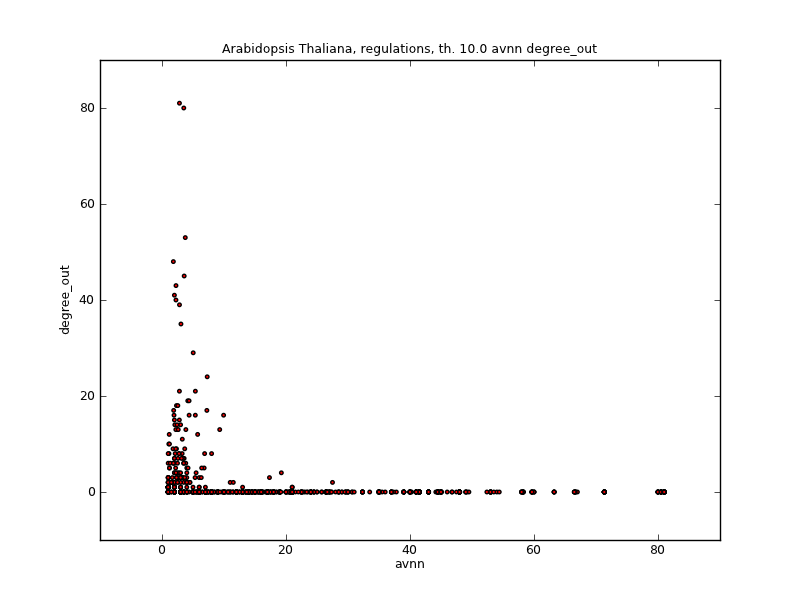 Arabidopsis Thaliana, regulations, th. 10.0 avnn degree_out
80
60
40
20
0
degree_out
0 20 40 60 80
avnn